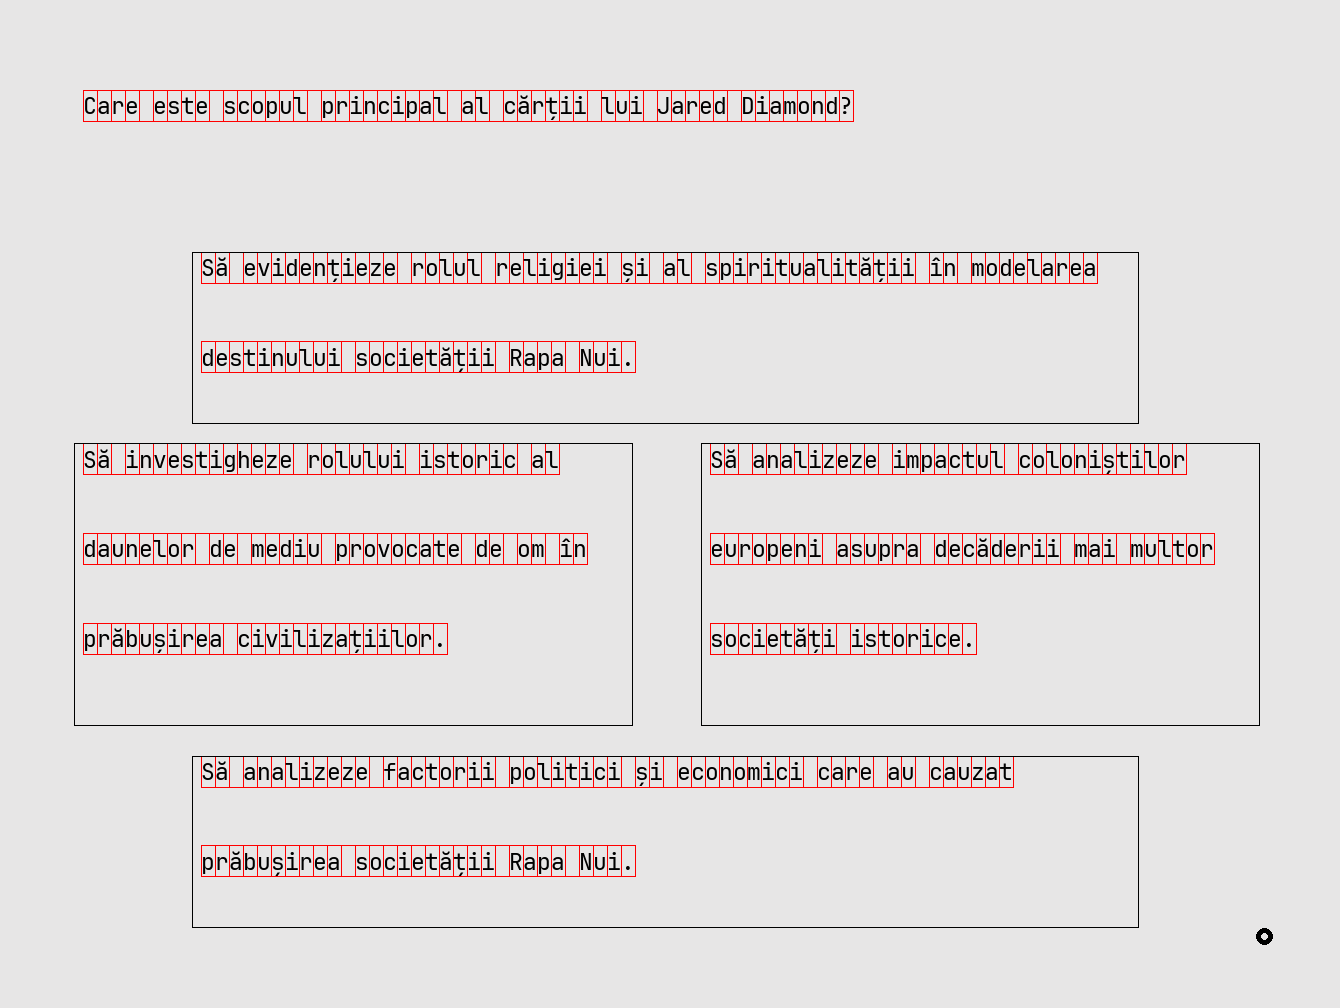 Care este scopul principal al cărții lui Jared Diamond?
Să evidențieze rolul religiei și al spiritualității în modelarea
destinului societății Rapa Nui.
Să investigheze rolului istoric al
daunelor de mediu provocate de om în
prăbușirea civilizațiilor.
Să analizeze impactul coloniștilor
europeni asupra decăderii mai multor
societăți istorice.
Să analizeze factorii politici și economici care au cauzat
prăbușirea societății Rapa Nui.